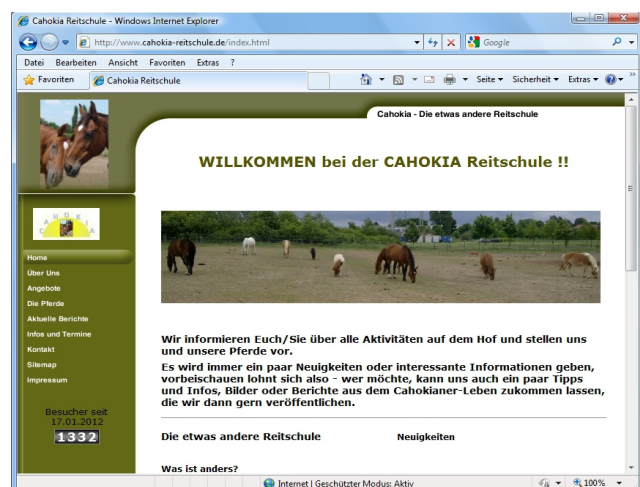 Cahokia Reitschule - Windows Internet Explorer
http://www.cahokia-reitschule.de/index.html
Google
Datei Bearbeiten Ansicht Favoriten Extras ?
Favoriten
Cahokia Reitschule
Seite
Sicherheit
Extras
Cahokia - Die etwas andere Reitschule
WILLKOMMEN bei der CAHOKIA Reitschule !!
CAHOKIA
Home
Über Uns
Angebote
Die Pferde
Aktuelle Berichte
Infos und Termine
Kontakt
Sitemap
Impressum
Besucher seit
17.01.2012
1332
Wir informieren Euch/Sie über alle Aktivitäten auf dem Hof und stellen uns
und unsere Pferde vor.
Es wird immer ein paar Neuigkeiten oder interessante Informationen geben,
vorbeischauen lohnt sich also - wer möchte, kann uns auch ein paar Tipps
und Infos, Bilder oder Berichte aus dem Cahokianer-Leben zukommen lassen,
die wir dann gern veröffentlichen.
Die etwas andere Reitschule
Neuigkeiten
Was ist anders?
Internet | Geschützter Modus: Aktiv
100%